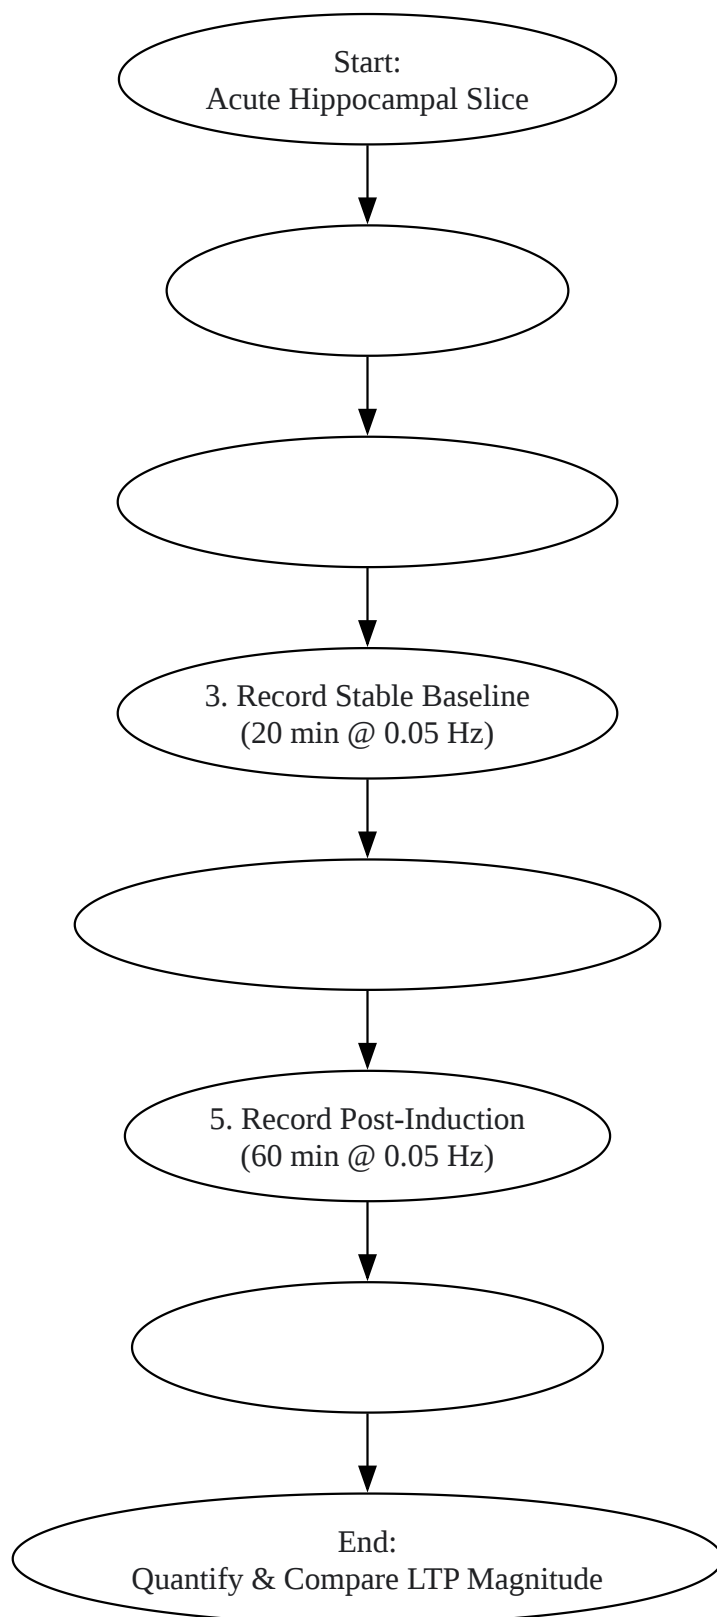 Start:
Acute Hippocampal Slice
3. Record Stable Baseline
(20 min @ 0.05 Hz)
5. Record Post-Induction
(60 min @ 0.05 Hz)
End:
Quantify & Compare LTP Magnitude